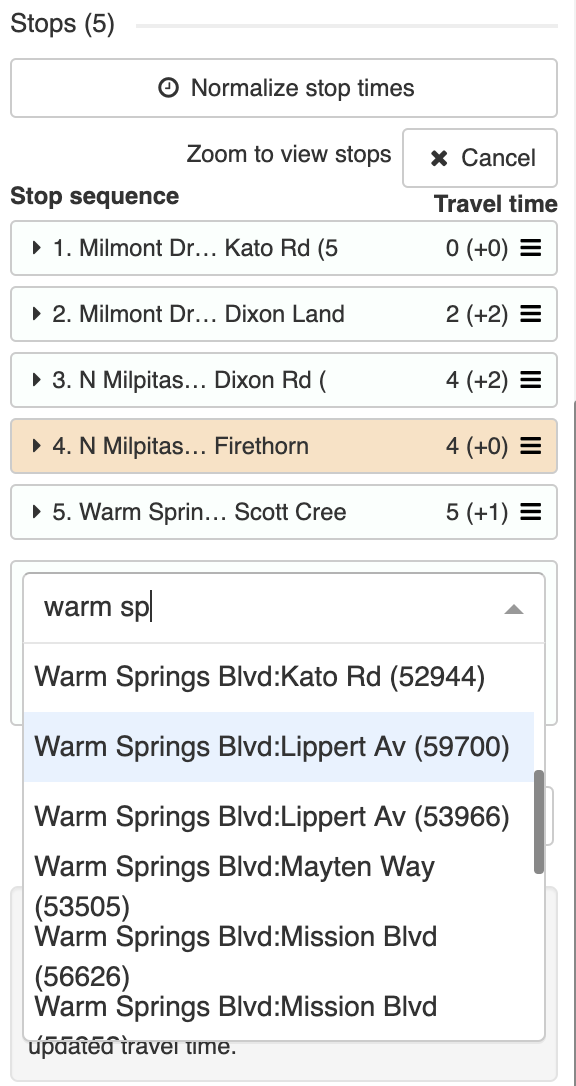 Stops (5)
Normalize stop times
Zoom to view stops
Cancel
Stop sequence
Travel time
1. Milmont Dr… Kato Rd (5 0 (+0)
2. Milmont Dr… Dixon Land 2 (+2)
3. N Milpitas… Dixon Rd ( 4 (+2)
4. N Milpitas… Firethorn 4 (+0)
5. Warm Sprin… Scott Cree 5 (+1)
warm sp
Warm Springs Blvd:Kato Rd (52944)
Warm Springs Blvd:Lippert Av (59700)
Warm Springs Blvd:Lippert Av (53966)
Warm Springs Blvd:Mayten Way
(53505)
Warm Springs Blvd:Mission Blvd
(56626)
Warm Springs Blvd:Mission Blvd
updated travel time.